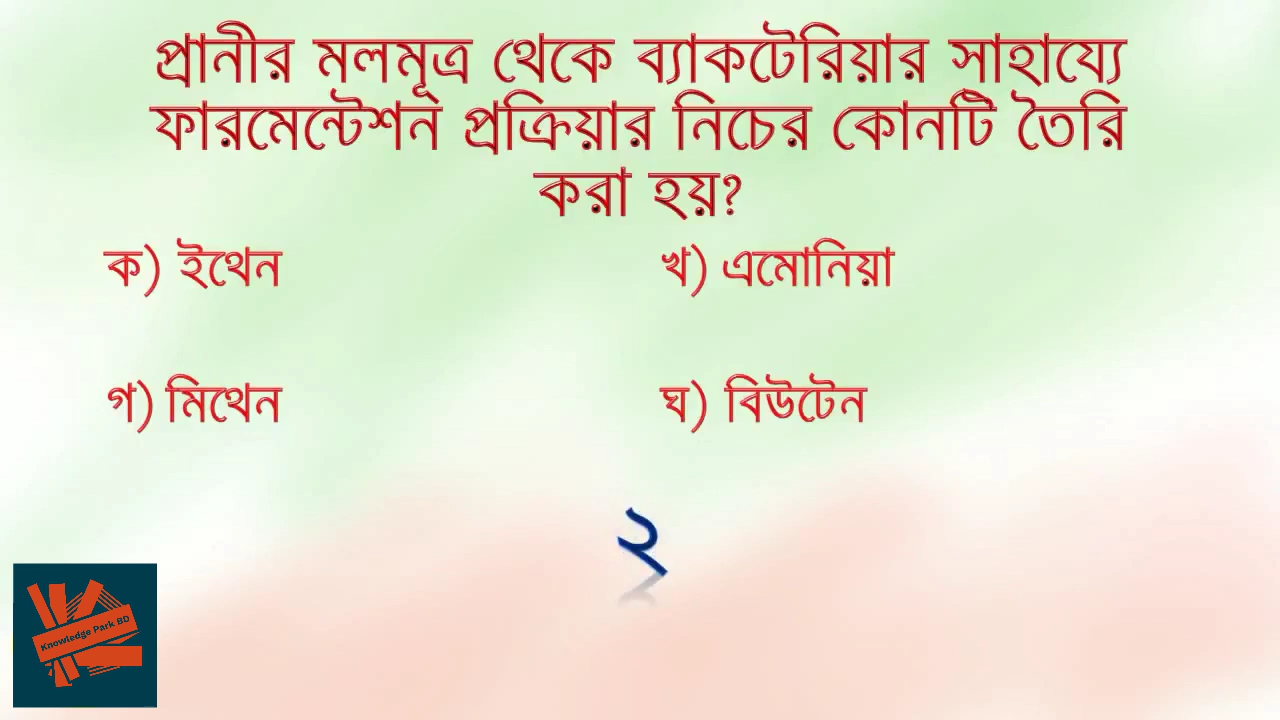 প্রানীর মলমূত্র থেকে ব্যাকটেরিয়ার সাহায্যে
ফারমেন্টেশন প্রক্রিয়ার নিচের কোনটি তৈরি
করা হয়?
ক) ইথেন
খ) এমোনিয়া
গ) মিথেন
ঘ) বিউটেন
২
Knowledge Park BD